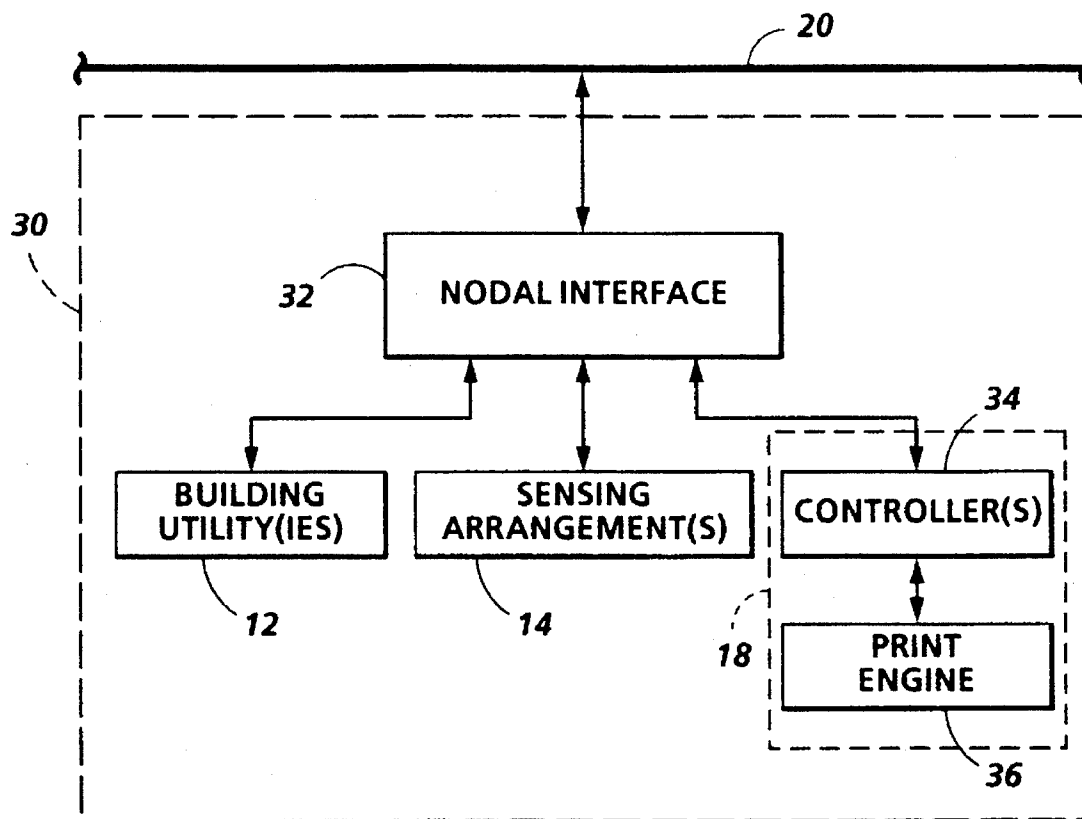 20
30
32
NODAL INTERFACE
34
BUILDING
UTILITY(IES)
SENSING
ARRANGEMENT(S)
CONTROLLER(S)
12
14
18
PRINT
ENGINE
36